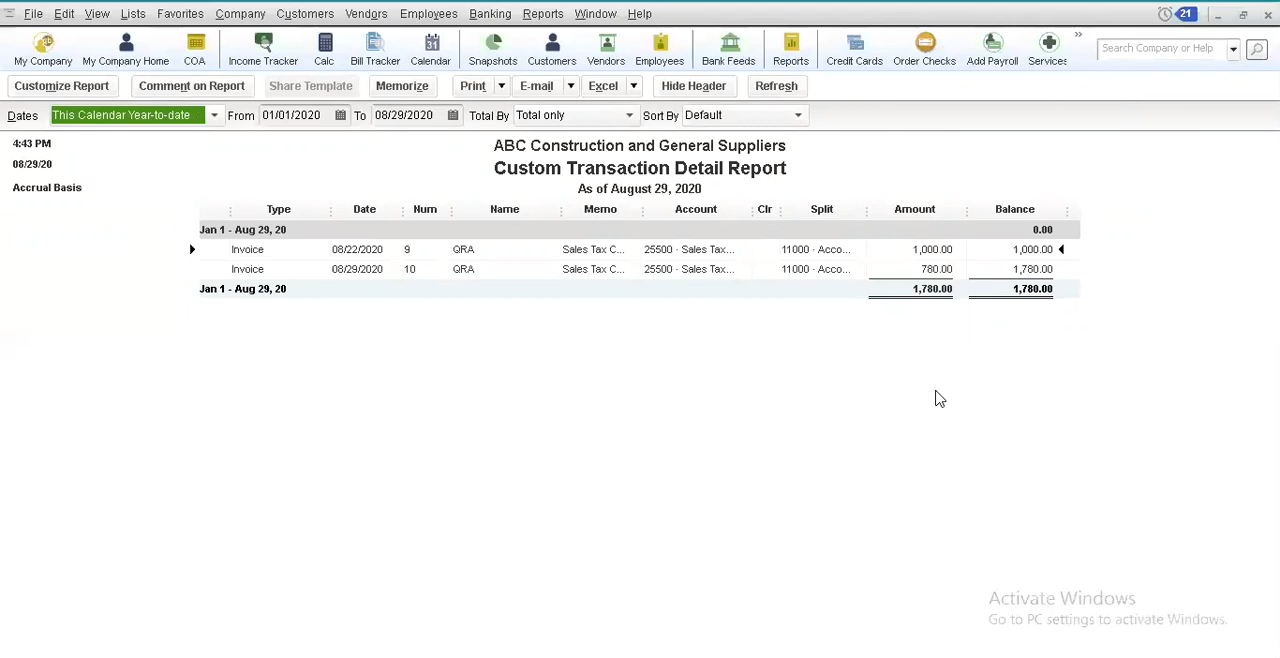 File Edit View Lists Favorites Company Customers Vendors Employees Banking Reports Window Help 21
My Company My Company Home COA Income Tracker Calc Bill Tracker 31 Calendar Snapshots Customers Vendors Employees Bank Feeds Reports Credit Cards Order Checks Add Payroll Services » Search Company or Help
Customize Report Comment on Report Share Template Memorize Print E-mail Excel Hide Header Refresh
Dates This Calendar Year-to-date From 01/01/2020 To 08/29/2020 Total By Total only Sort By Default
4:43 PM
08/29/20
Accrual Basis
ABC Construction and General Suppliers
Custom Transaction Detail Report
As of August 29, 2020
Type Date Num Name Memo Account Clr Split Amount Balance
Jan 1 - Aug 29, 20 0.00
Invoice 08/22/2020 9 QRA Sales Tax C... 25500 · Sales Tax... 11000 · Acco... 1,000.00 1,000.00
Invoice 08/29/2020 10 QRA Sales Tax C... 25500 · Sales Tax... 11000 · Acco... 780.00 1,780.00
Jan 1 - Aug 29, 20 1,780.00 1,780.00
Activate Windows
Go to PC settings to activate Windows.